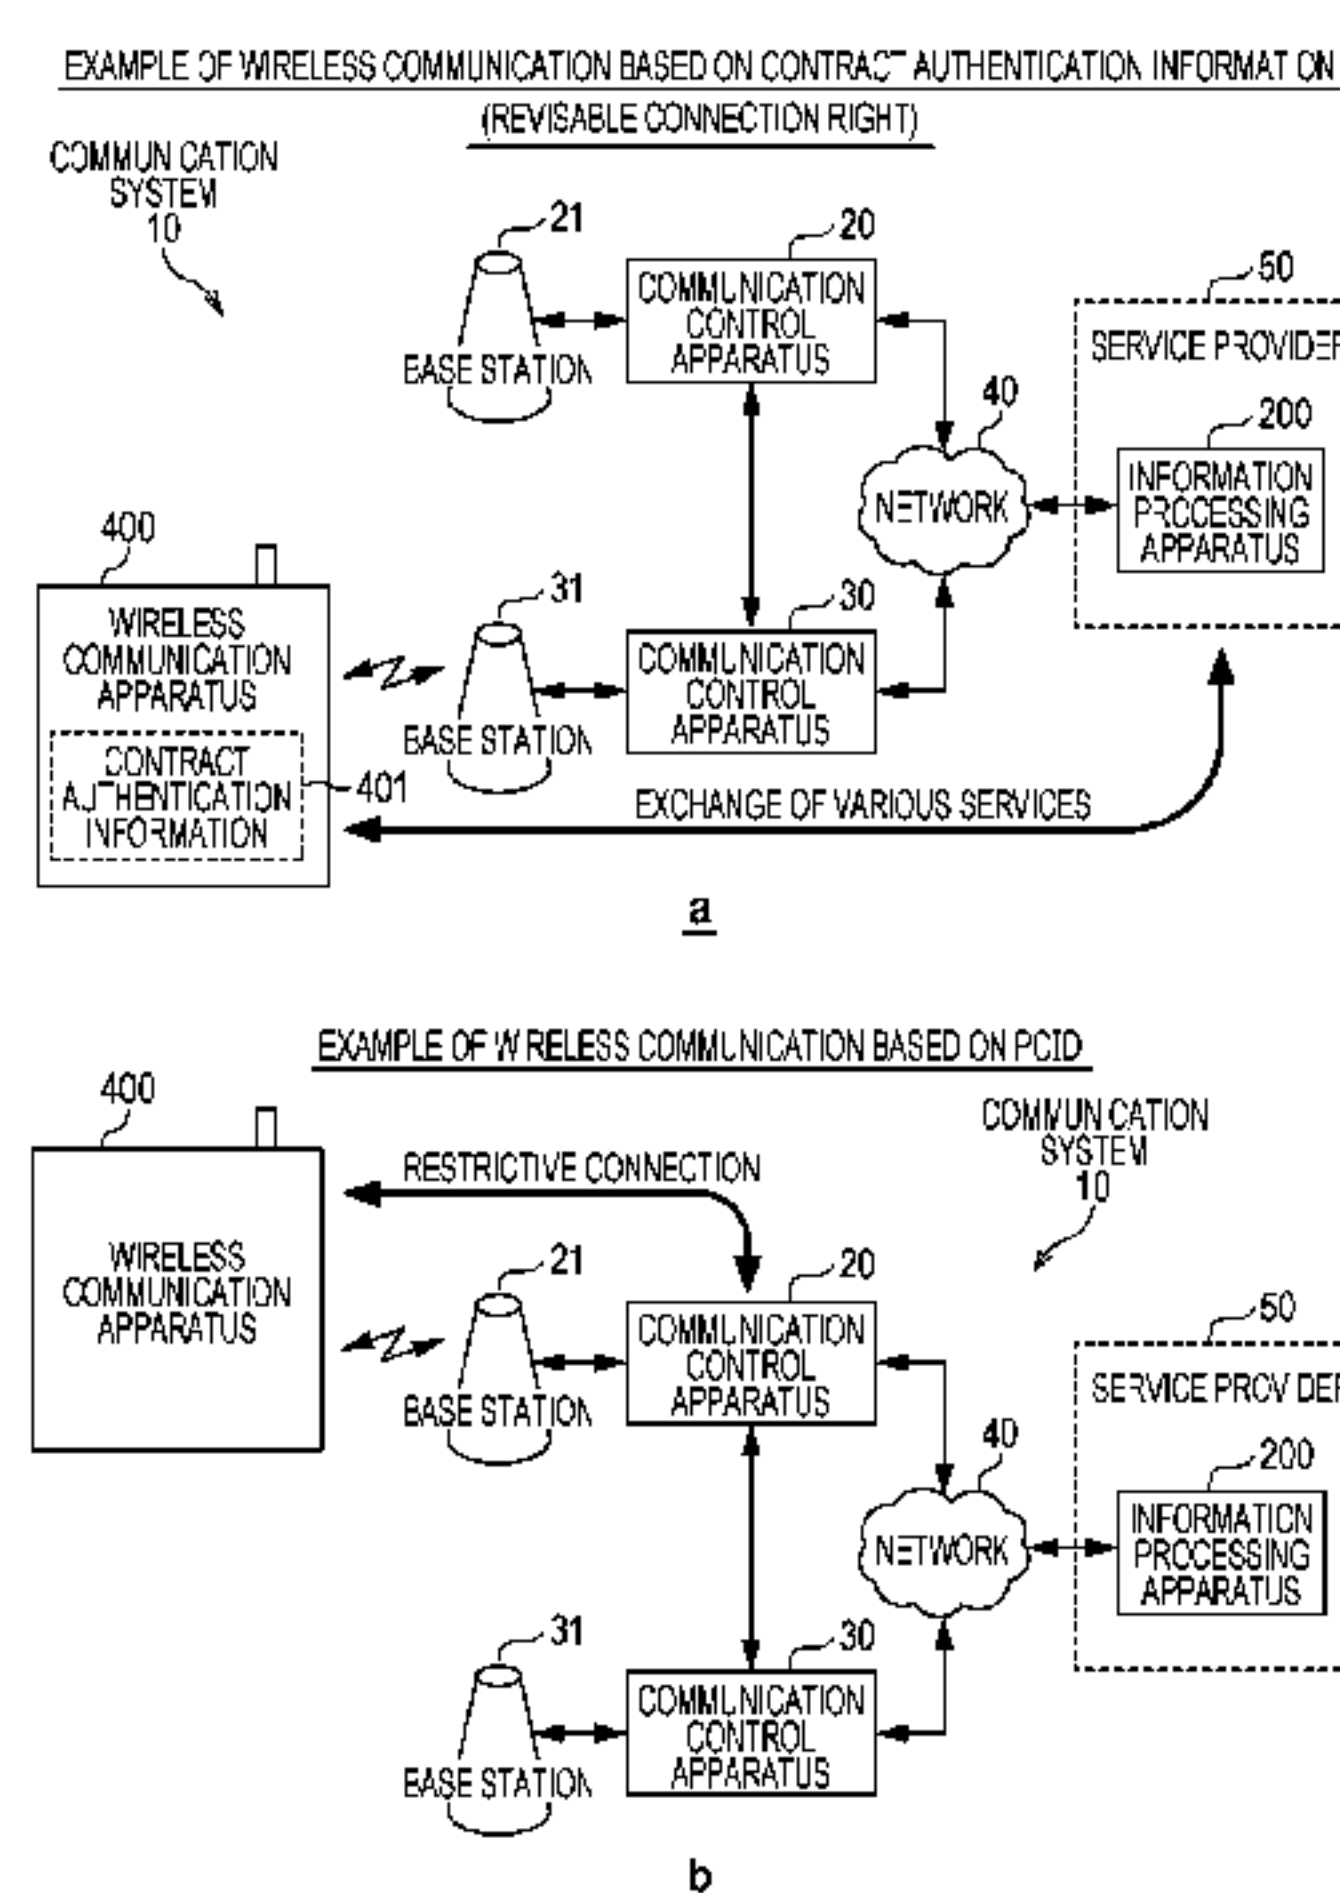 EXAMPLE OF WIRELESS COMMUNICATION BASED ON CONTRACT AUTHENTICATION INFORMATION
(REVISABLE CONNECTION RIGHT)
COMMUNICATION
SYSTEM
10
21
20
BASE STATION
COMMUNICATION
CONTROL
APPARATUS
50
SERVICE PROVIDER
40
NETWORK
200
INFORMATION
PROCESSING
APPARATUS
400
WIRELESS
COMMUNICATION
APPARATUS
CONTRACT
AUTHENTICATION
INFORMATION
401
31
BASE STATION
30
COMMUNICATION
CONTROL
APPARATUS
EXCHANGE OF VARIOUS SERVICES
a
EXAMPLE OF WIRELESS COMMUNICATION BASED ON PCID
400
WIRELESS
COMMUNICATION
APPARATUS
RESTRICTIVE CONNECTION
COMMUNICATION
SYSTEM
10
21
BASE STATION
20
COMMUNICATION
CONTROL
APPARATUS
50
SERVICE PROVIDER
40
NETWORK
200
INFORMATION
PROCESSING
APPARATUS
31
BASE STATION
30
COMMUNICATION
CONTROL
APPARATUS
b